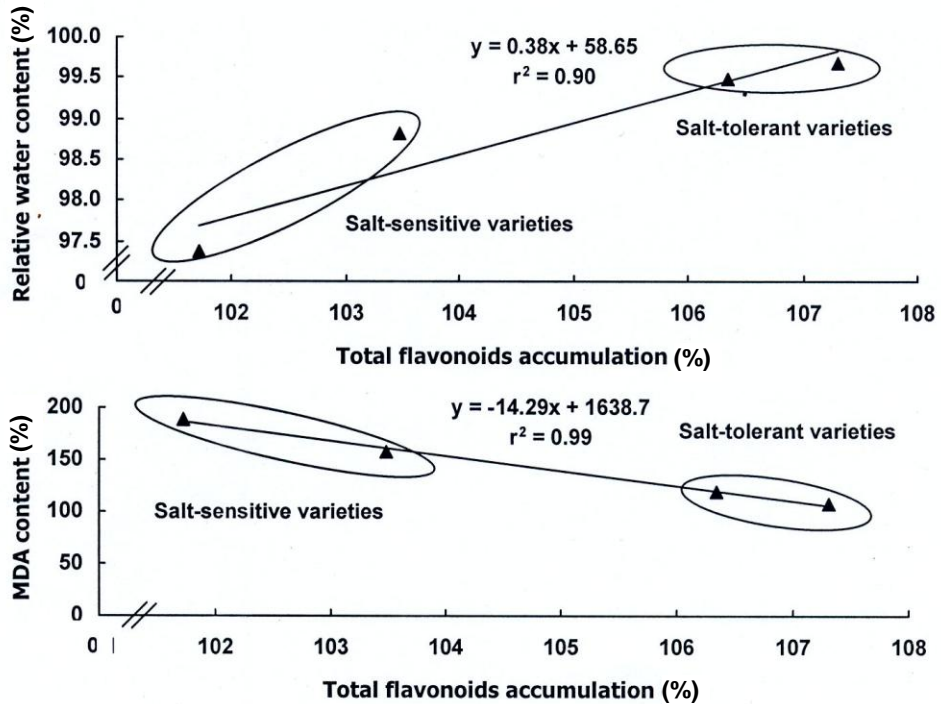 Relative water content (%)
100.0
99.5
99.0
98.5
98.0
97.5
0
y = 0.38x + 58.65
r² = 0.90
Salt-tolerant varieties
Salt-sensitive varieties
0 102 103 104 105 106 107 108
Total flavonoids accumulation (%)
MDA content (%)
200
150
100
50
0
y = -14.29x + 1638.7
r² = 0.99
Salt-tolerant varieties
Salt-sensitive varieties
0 102 103 104 105 106 107 108
Total flavonoids accumulation (%)